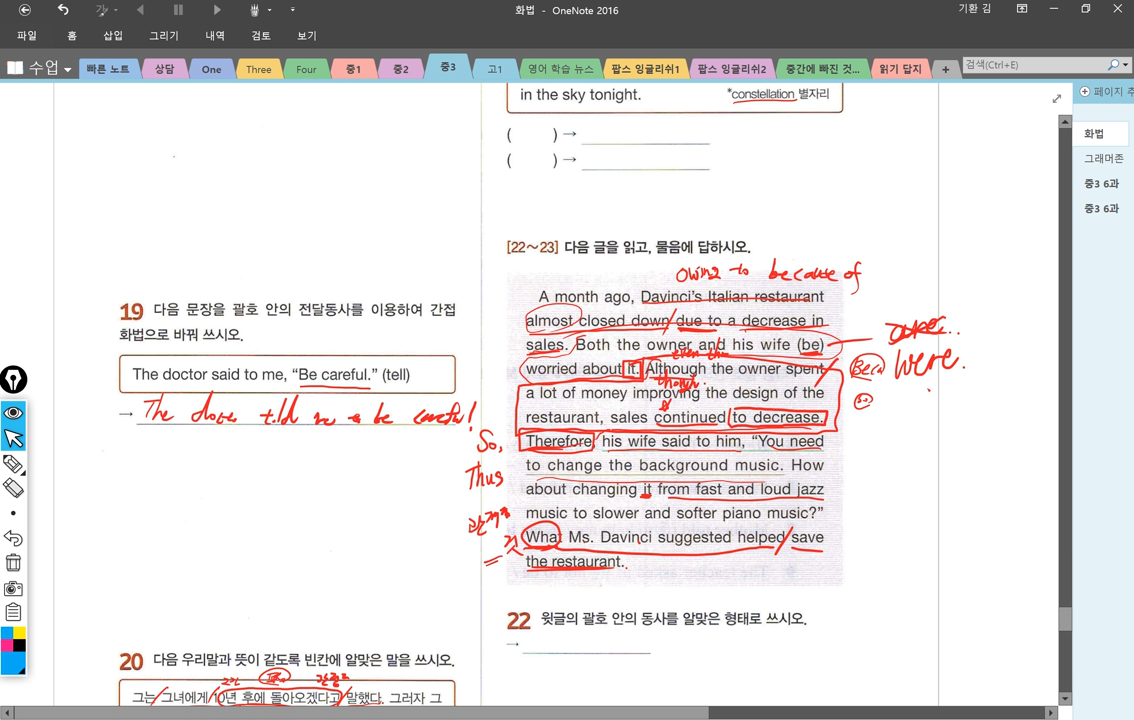 화법 - OneNote 2016
기환 김
파일 홈 삽입 그리기 내역 검토 보기
수업 빠른 노트 상담 One Three Four 중1 중2 중3 고1 영어 학습 뉴스 팝스 잉글리쉬1 팝스 잉글리쉬2 중간에 빠진 것... 읽기 답지 +
검색(Ctrl+E)
페이지 추
화법
그래머존
중3 6과
중3 6과
19 다음 문장을 괄호 안의 전달동사를 이용하여 간접
화법으로 바꿔 쓰시오.
The doctor said to me, “Be careful.” (tell)
→ The told me to be careful!
20 다음 우리말과 뜻이 같도록 빈칸에 알맞은 말을 쓰시오.
그는 그녀에게 10년 후에 돌아오겠다고 말했다. 그러자 그
in the sky tonight.
*constellation 별자리
( ) →
( ) →
[22~23] 다음 글을 읽고, 물음에 답하시오.
owing to because of
A month ago, Davinci's Italian restaurant
almost closed down due to a decrease in
sales. Both the owner and his wife (be)
were.
even tho
worried about it. Although the owner spent
though.
a lot of money improving the design of the
restaurant, sales continued to decrease.
So,
Therefore, his wife said to him, “You need
Thus
to change the background music. How
about changing it from fast and loud jazz
music to slower and softer piano music?”
What Ms. Davinci suggested helped save
the restaurant.
22 윗글의 괄호 안의 동사를 알맞은 형태로 쓰시오.
→